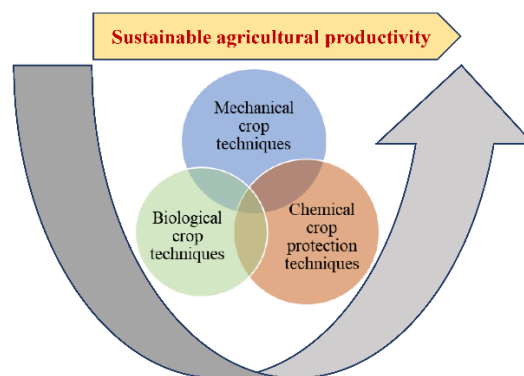 Sustainable agricultural productivity
Mechanical
crop
techniques
Biological
crop
techniques
Chemical
crop
protection
techniques